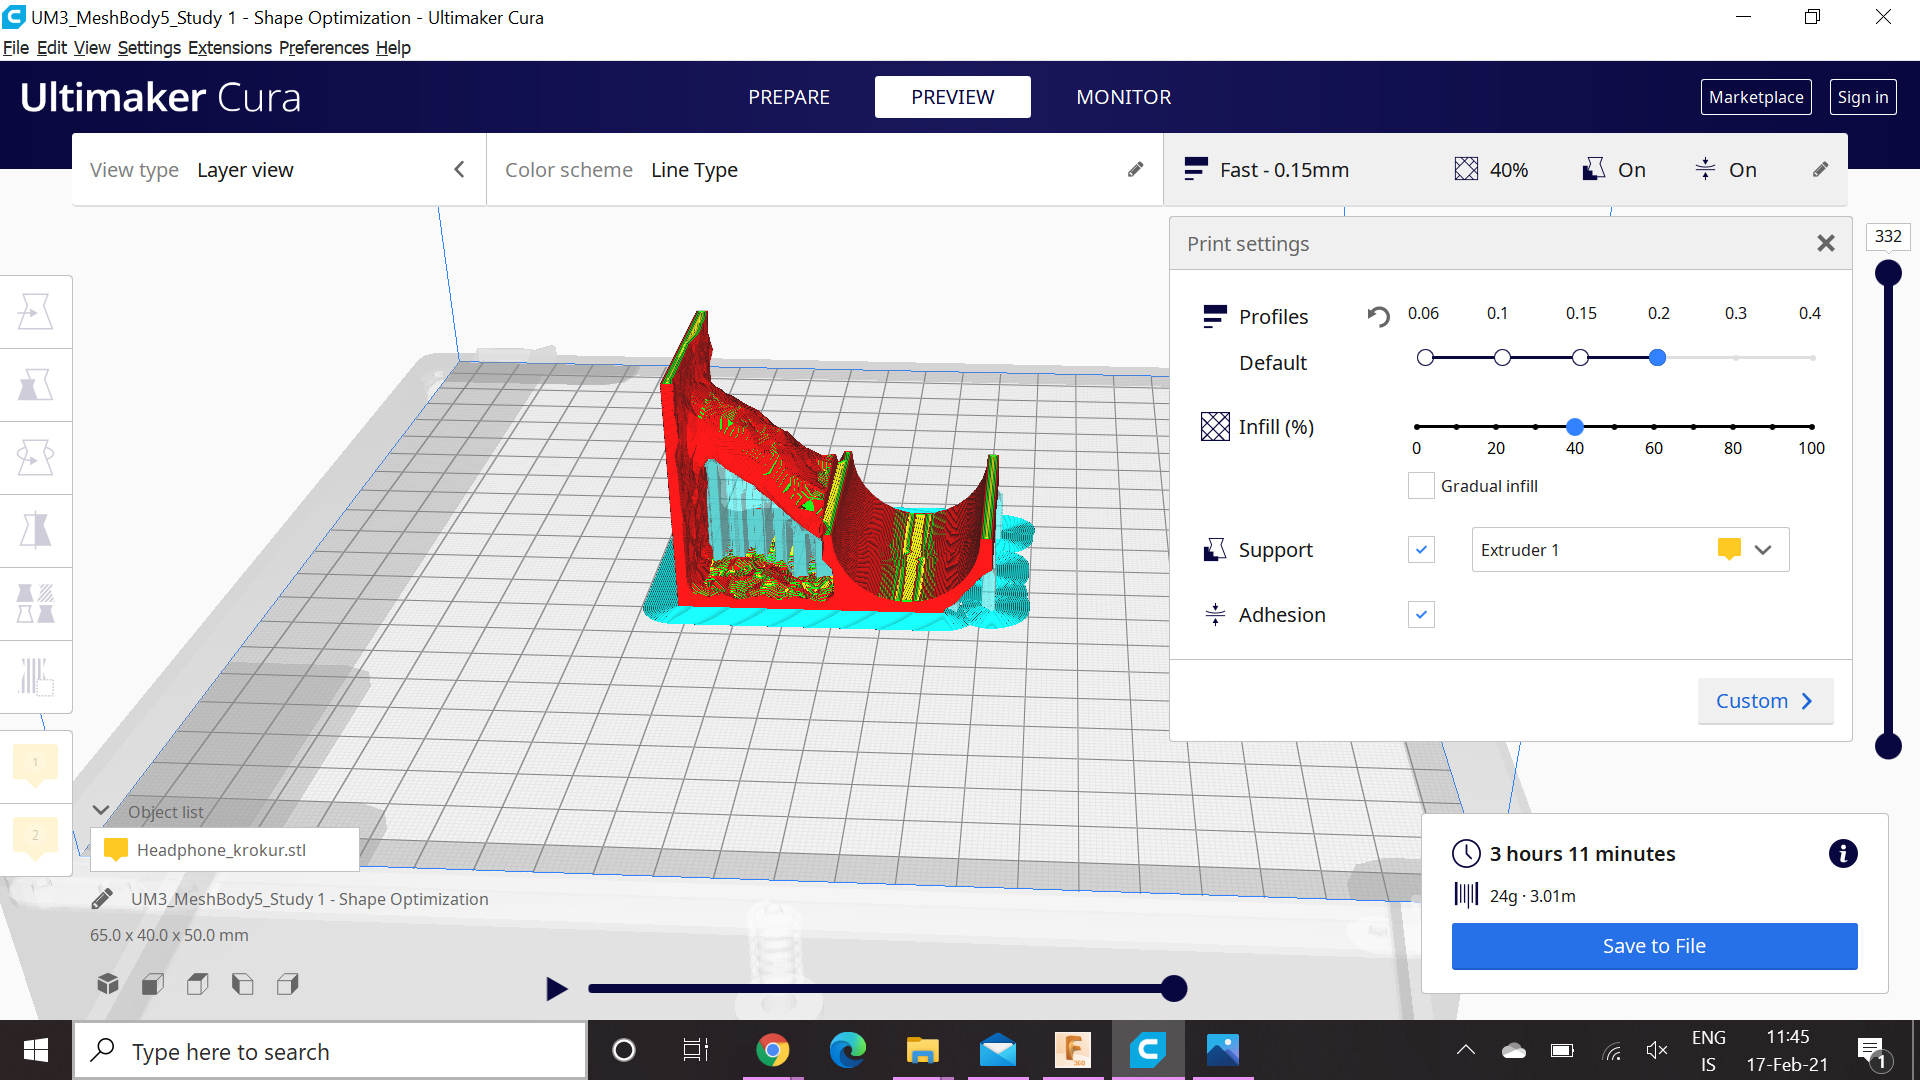 UM3_MeshBody5_Study 1 - Shape Optimization - Ultimaker Cura
File Edit View Settings Extensions Preferences Help
Ultimaker Cura
PREPARE
PREVIEW
MONITOR
Marketplace
Sign in
View type Layer view
Color scheme Line Type
Fast - 0.15mm
40%
On
On
Print settings
332
Profiles
0.06 0.1 0.15 0.2 0.3 0.4
Default
Infill (%)
0 20 40 60 80 100
Gradual infill
Support
Extruder 1
Adhesion
Custom
1
2
Object list
Headphone_krokur.stl
UM3_MeshBody5_Study 1 - Shape Optimization
65.0 x 40.0 x 50.0 mm
3 hours 11 minutes
24g · 3.01m
Save to File
Type here to search
F
360
ENG
IS
11:45
17-Feb-21
1